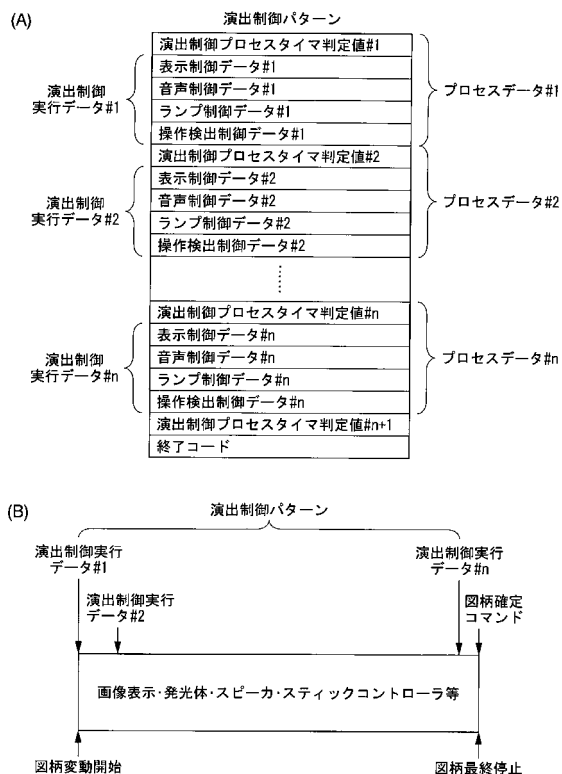 (A)
演出制御パターン
演出制御プロセスタイマ判定値#1
表示制御データ#1
音声制御データ#1
ランプ制御データ#1
操作検出制御データ#1
演出制御
実行データ#1
プロセスデータ#1
演出制御プロセスタイマ判定値#2
表示制御データ#2
音声制御データ#2
ランプ制御データ#2
操作検出制御データ#2
演出制御
実行データ#2
プロセスデータ#2
⋮
演出制御プロセスタイマ判定値#n
表示制御データ#n
音声制御データ#n
ランプ制御データ#n
操作検出制御データ#n
演出制御
実行データ#n
プロセスデータ#n
演出制御プロセスタイマ判定値#n+1
終了コード
(B)
演出制御パターン
演出制御実行
データ#1
演出制御実行
データ#2
演出制御実行
データ#n
図柄確定
コマンド
画像表示・発光体・スピーカ・スティックコントローラ等
図柄変動開始
図柄最終停止